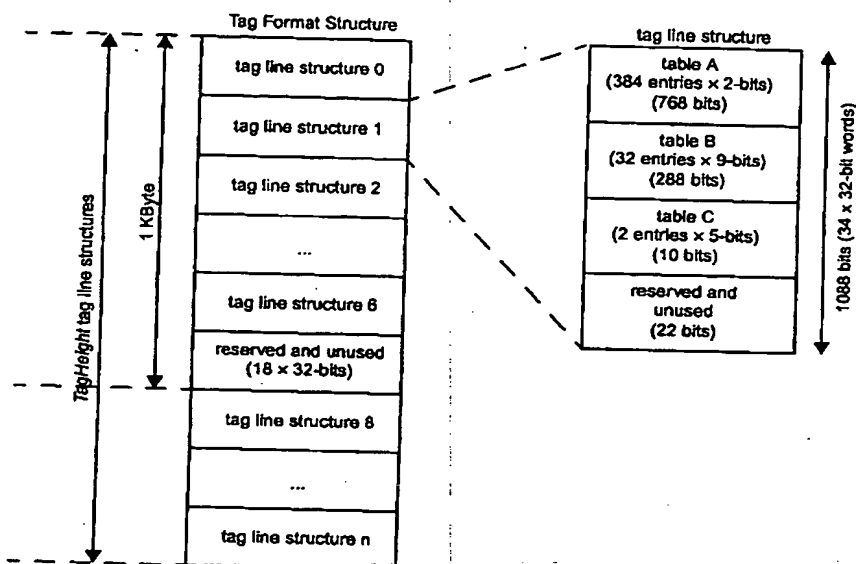 Tag Format Structure
tag line structure 0
tag line structure 1
tag line structure 2
...
tag line structure 6
reserved and unused
(18 × 32-bits)
tag line structure 8
...
tag line structure n
TagHeight tag line structures
1 KByte
tag line structure
table A
(384 entries × 2-bits)
(768 bits)
table B
(32 entries × 9-bits)
(288 bits)
table C
(2 entries × 5-bits)
(10 bits)
reserved and
unused
(22 bits)
1088 bits (34 x 32-bit words)